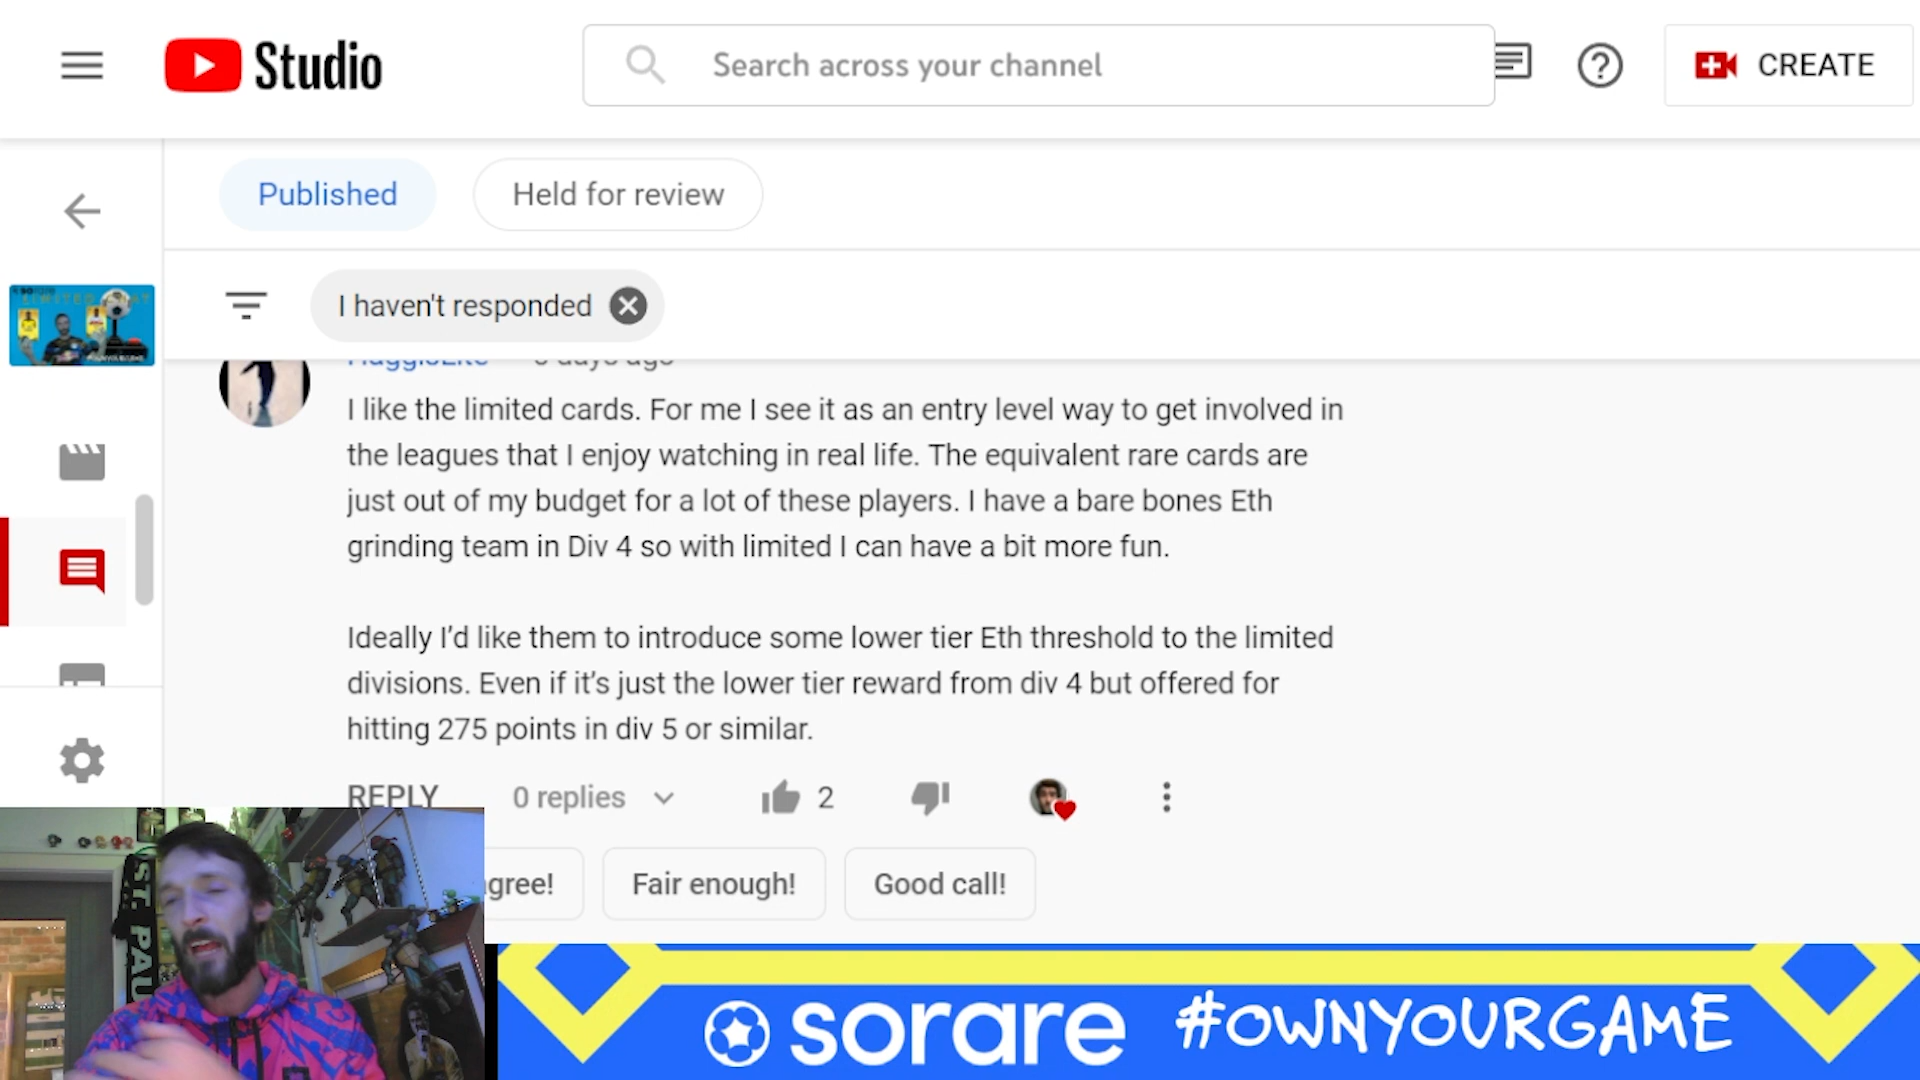 Studio
Search across your channel
CREATE
Published
Held for review
I haven't responded
I like the limited cards. For me I see it as an entry level way to get involved in
the leagues that I enjoy watching in real life. The equivalent rare cards are
just out of my budget for a lot of these players. I have a bare bones Eth
grinding team in Div 4 so with limited I can have a bit more fun.
Ideally I'd like them to introduce some lower tier Eth threshold to the limited
divisions. Even if it's just the lower tier reward from div 4 but offered for
hitting 275 points in div 5 or similar.
REPLY
0 replies
2
gree!
Fair enough!
Good call!
ST. PAU
sorare
#OWNYOURGAME